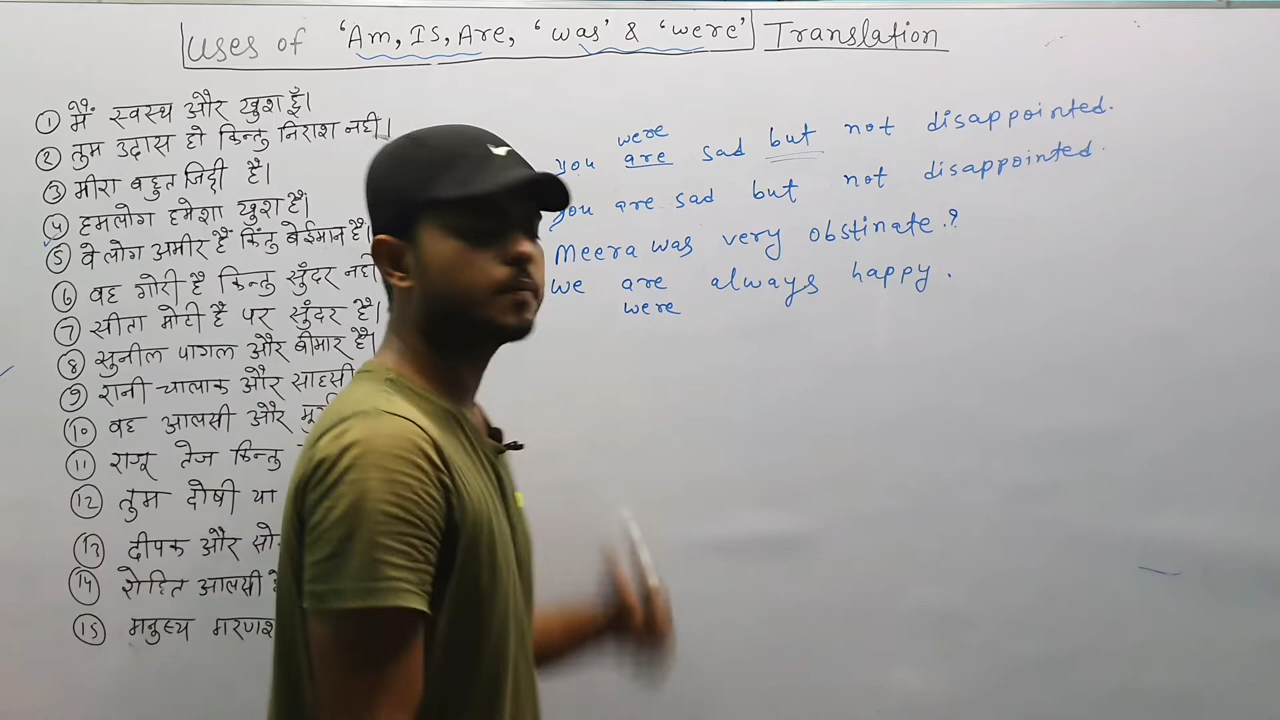 Uses of 'Am, Is, Are, 'was' & 'were' Translation
① मैं स्वस्थ और खुश हूँ।
② तुम उदास हो किन्तु निराश नहीं।
③ मीरा बहुत जिद्दी है।
④ हमलोग हमेशा खुश हैं।
⑤ वे लोग अमीर हैं किंतु बेईमान हैं।
⑥ वह गोरी है किन्तु सुंदर नहीं
⑦ सीता मोटी है पर सुंदर है।
⑧ सुनील पागल और बीमार है।
⑨ रानी चालाक और साहसी
⑩ वह आलसी और
⑪ राजू तेज किन्तु
⑫ तुम दोषी या
⑬ दीपक और
⑭ रोहित आलसी
⑮ मनुस्य
were
you are sad but not disappointed.
you are sad but not disappointed.
Meera was very obstinate.?
we are always happy.
were